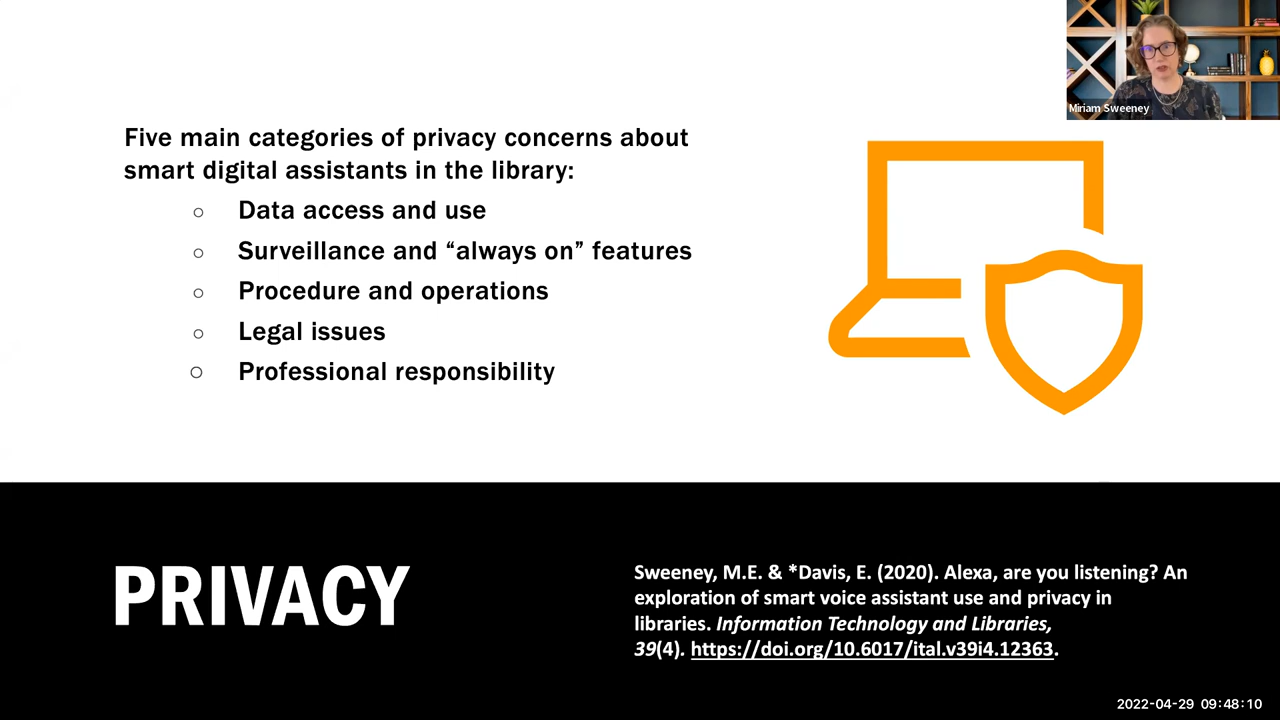 Miriam Sweeney
Five main categories of privacy concerns about
smart digital assistants in the library:
○ Data access and use
○ Surveillance and “always on” features
○ Procedure and operations
○ Legal issues
○ Professional responsibility
PRIVACY
Sweeney, M.E. & *Davis, E. (2020). Alexa, are you listening? An
exploration of smart voice assistant use and privacy in
libraries. Information Technology and Libraries,
39(4). https://doi.org/10.6017/ital.v39i4.12363.
2022-04-29 09:48:10